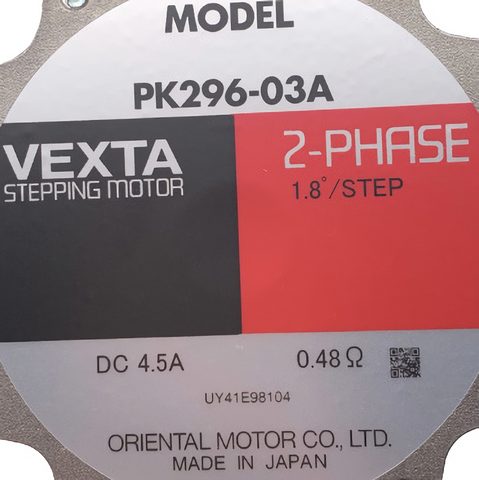 MODEL
PK296-03A
VEXTA
STEPPING MOTOR
2-PHASE
1.8°/STEP
DC 4.5A 0.48Ω
UY41E98104
ORIENTAL MOTOR CO., LTD.
MADE IN JAPAN